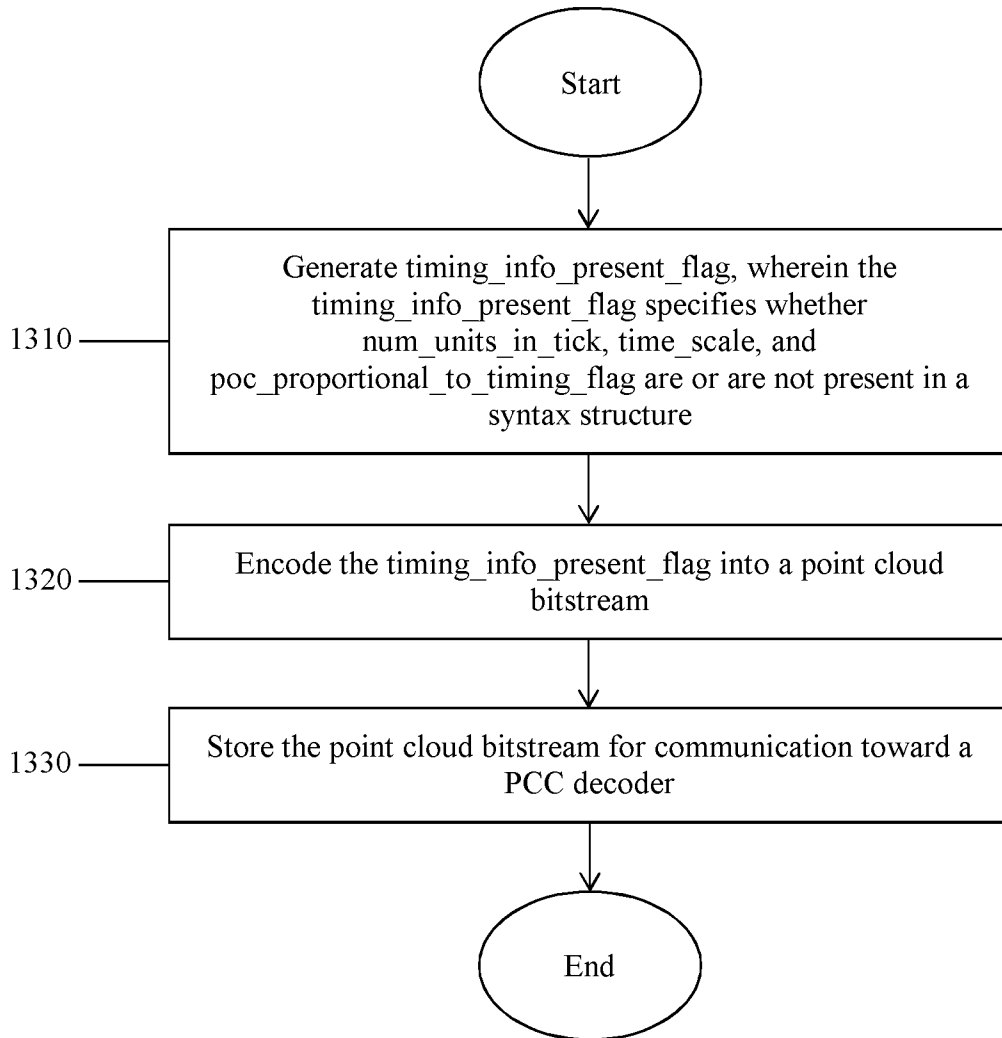 Start
Generate timing_info_present_flag, wherein the
timing_info_present_flag specifies whether
num_units_in_tick, time_scale, and
poc_proportional_to_timing_flag are or are not present in a
syntax structure
1310
Encode the timing_info_present_flag into a point cloud
bitstream
1320
Store the point cloud bitstream for communication toward a
PCC decoder
1330
End